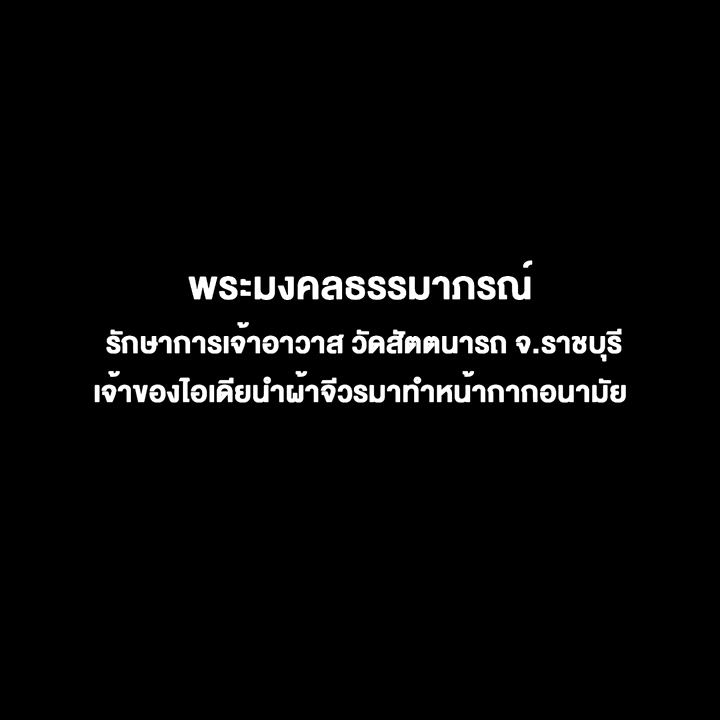 พระมงคลธรรมาภรณ์
รักษาการเจ้าอาวาส วัดสัตตนารถ จ.ราชบุรี
เจ้าของไอเดียนำผ้าจีวรมาทำหน้ากากอนามัย